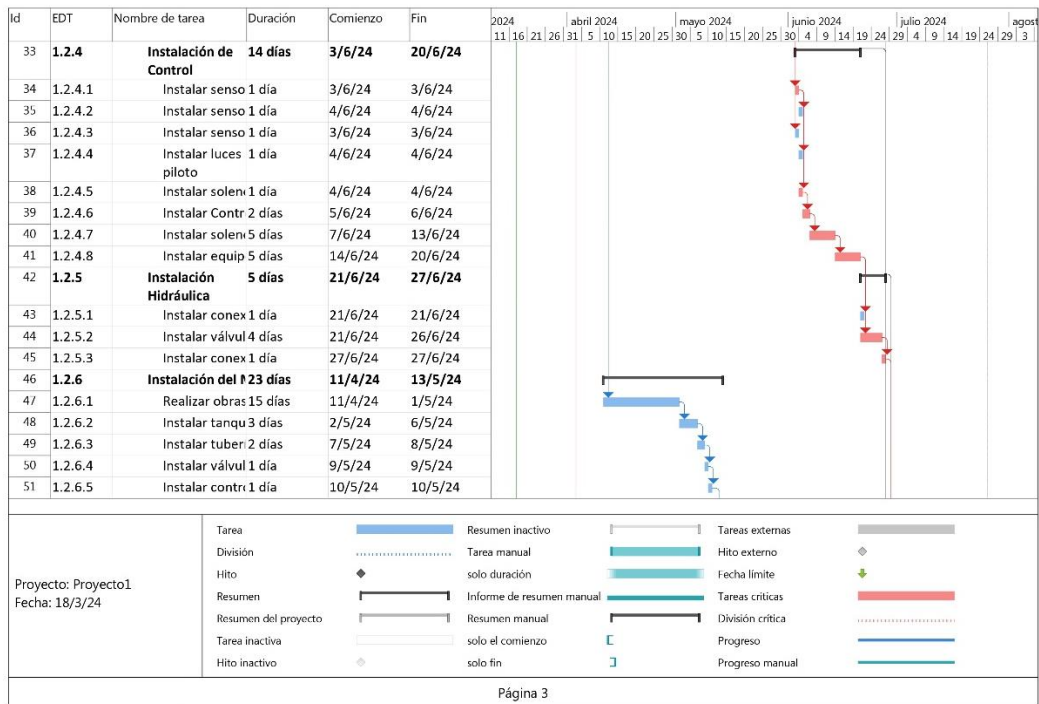 Id EDT Nombre de tarea Duración Comienzo Fin
2024 abril 2024 mayo 2024 junio 2024 julio 2024 agost
11 16 21 26 31 5 10 15 20 25 30 5 10 15 20 25 30 4 9 14 19 24 29 4 9 14 19 24 29 3
33 1.2.4 Instalación de 14 días 3/6/24 20/6/24
Control
34 1.2.4.1 Instalar senso 1 día 3/6/24 3/6/24
35 1.2.4.2 Instalar senso 1 día 4/6/24 4/6/24
36 1.2.4.3 Instalar senso 1 día 3/6/24 3/6/24
37 1.2.4.4 Instalar luces 1 día 4/6/24 4/6/24
piloto
38 1.2.4.5 Instalar solen 1 día 4/6/24 4/6/24
39 1.2.4.6 Instalar Contr 2 días 5/6/24 6/6/24
40 1.2.4.7 Instalar solen 5 días 7/6/24 13/6/24
41 1.2.4.8 Instalar equip 5 días 14/6/24 20/6/24
42 1.2.5 Instalación 5 días 21/6/24 27/6/24
Hidráulica
43 1.2.5.1 Instalar conex 1 día 21/6/24 21/6/24
44 1.2.5.2 Instalar válvul 4 días 21/6/24 26/6/24
45 1.2.5.3 Instalar conex 1 día 27/6/24 27/6/24
46 1.2.6 Instalación del 23 días 11/4/24 13/5/24
47 1.2.6.1 Realizar obras 15 días 11/4/24 1/5/24
48 1.2.6.2 Instalar tanqu 3 días 2/5/24 6/5/24
49 1.2.6.3 Instalar tuberi 2 días 7/5/24 8/5/24
50 1.2.6.4 Instalar válvul 1 día 9/5/24 9/5/24
51 1.2.6.5 Instalar contr 1 día 10/5/24 10/5/24
Proyecto: Proyecto1
Fecha: 18/3/24
Tarea Resumen inactivo Tareas externas
División Tarea manual Hito externo
Hito solo duración Fecha límite
Resumen Informe de resumen manual Tareas críticas
Resumen del proyecto Resumen manual División crítica
Tarea inactiva solo el comienzo Progreso
Hito inactivo solo fin Progreso manual
Página 3